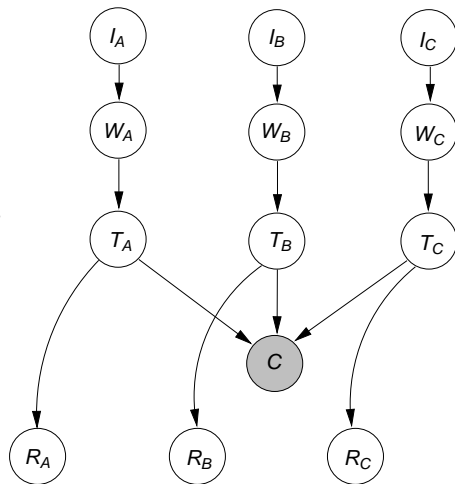 I_A I_B I_C
W_A W_B W_C
T_A T_B T_C
C
R_A R_B R_C